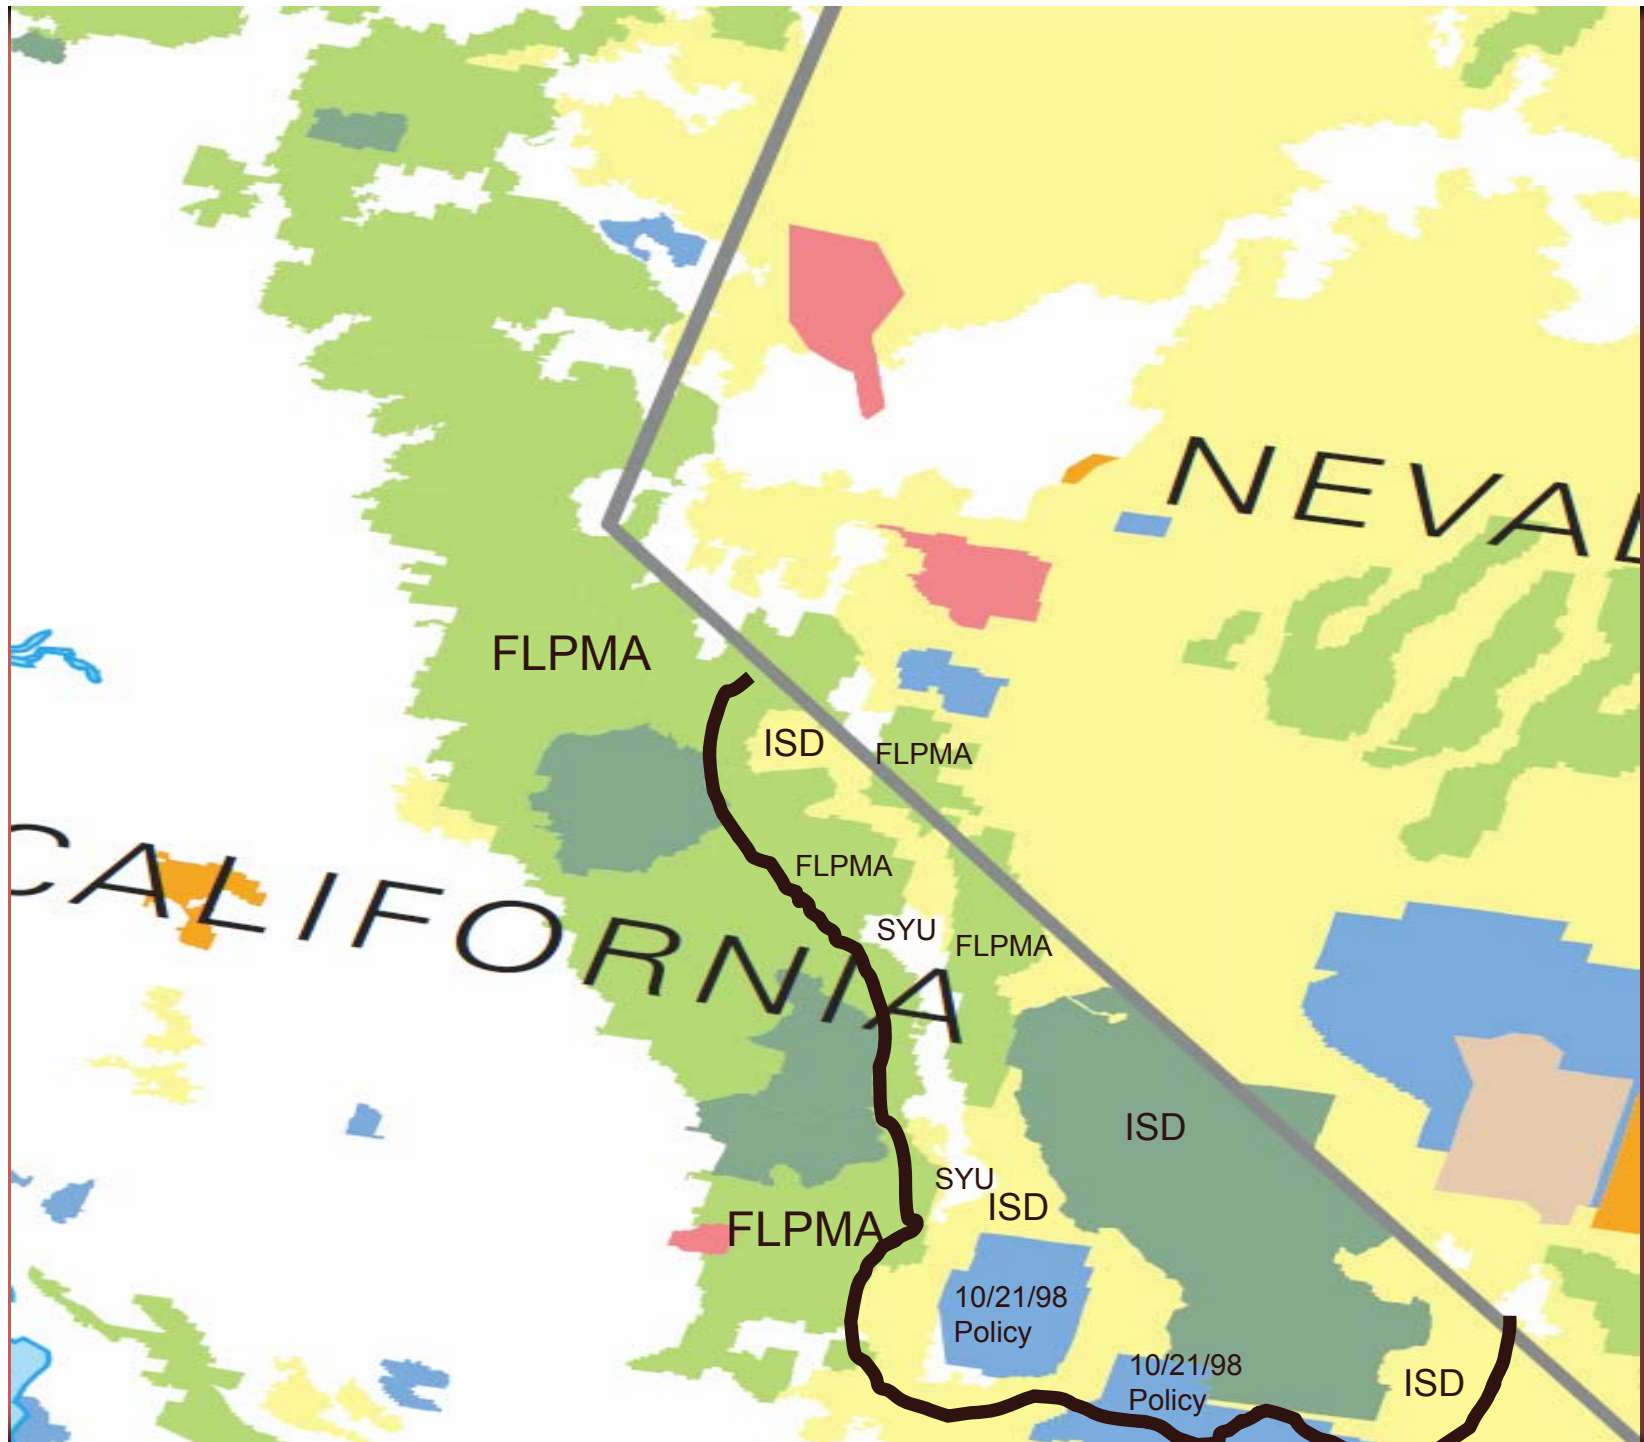 NEVAD
FLPMA
ISD
FLPMA
CALIFORNIA
FLPMA
SYU
FLPMA
ISD
SYU
ISD
FLPMA
10/21/98
Policy
10/21/98
Policy
ISD